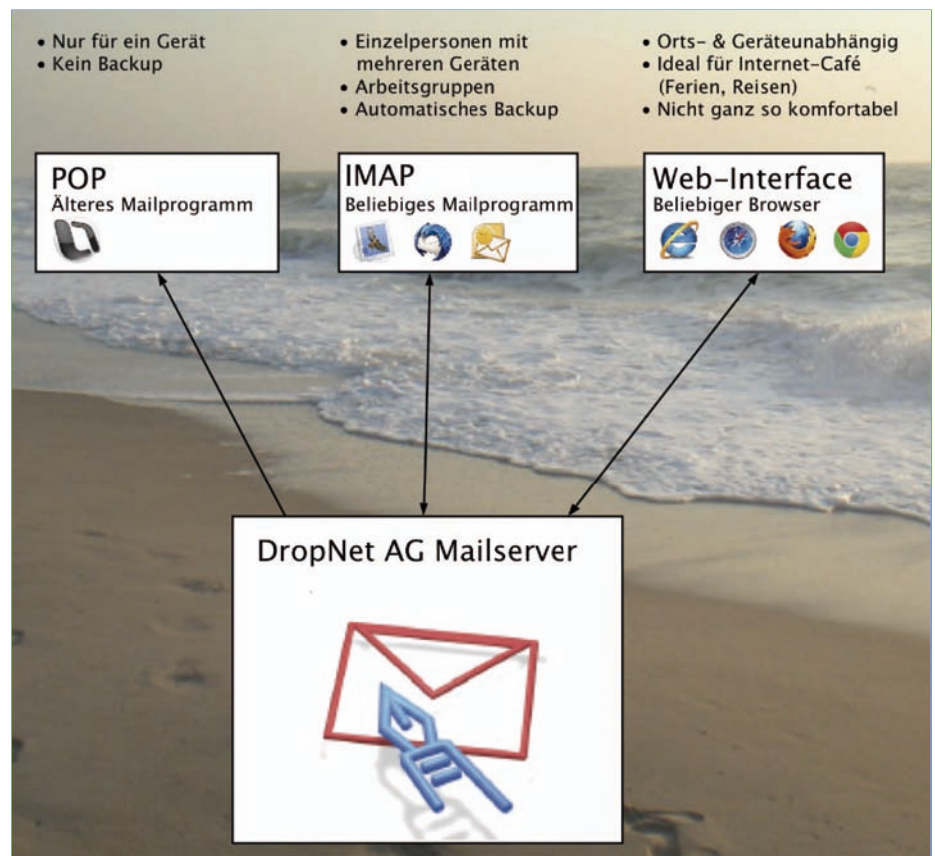 • Nur für ein Gerät
• Kein Backup
• Einzelpersonen mit
mehreren Geräten
• Arbeitsgruppen
• Automatisches Backup
• Orts- & Geräteunabhängig
• Ideal für Internet-Café
(Ferien, Reisen)
• Nicht ganz so komfortabel
POP
Älteres Mailprogramm
IMAP
Beliebiges Mailprogramm
Web-Interface
Beliebiger Browser
DropNet AG Mailserver